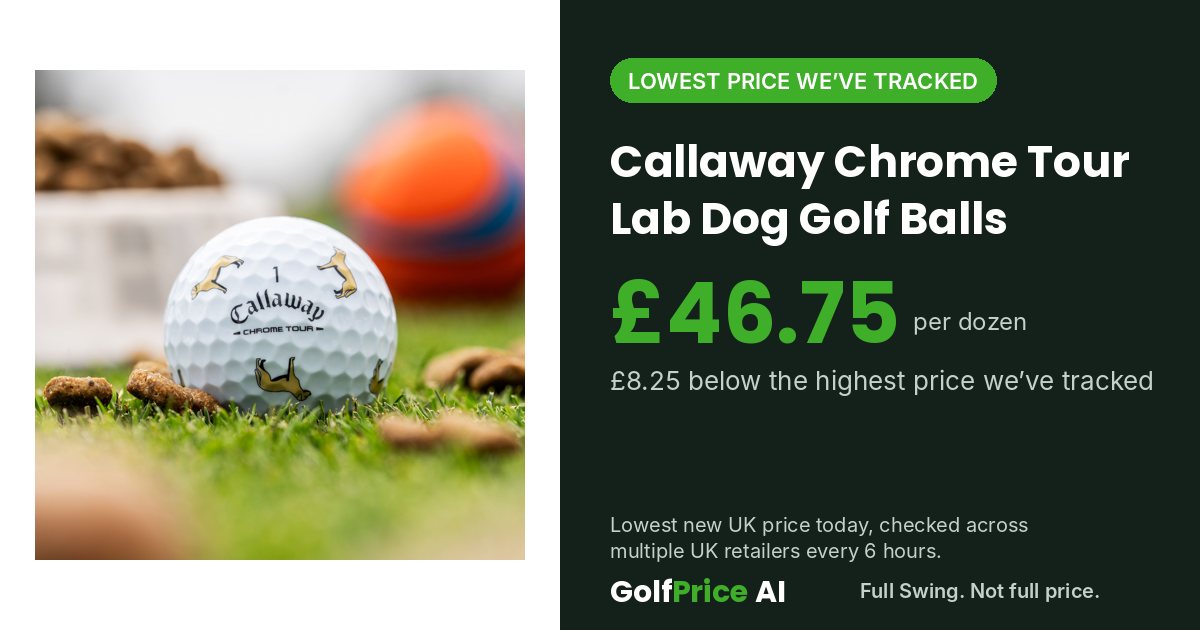 1
Callaway
CHROME TOUR
LOWEST PRICE WE’VE TRACKED
Callaway Chrome Tour
Lab Dog Golf Balls
£46.75 per dozen
£8.25 below the highest price we’ve tracked
Lowest new UK price today, checked across
multiple UK retailers every 6 hours.
GolfPrice AI
Full Swing. Not full price.